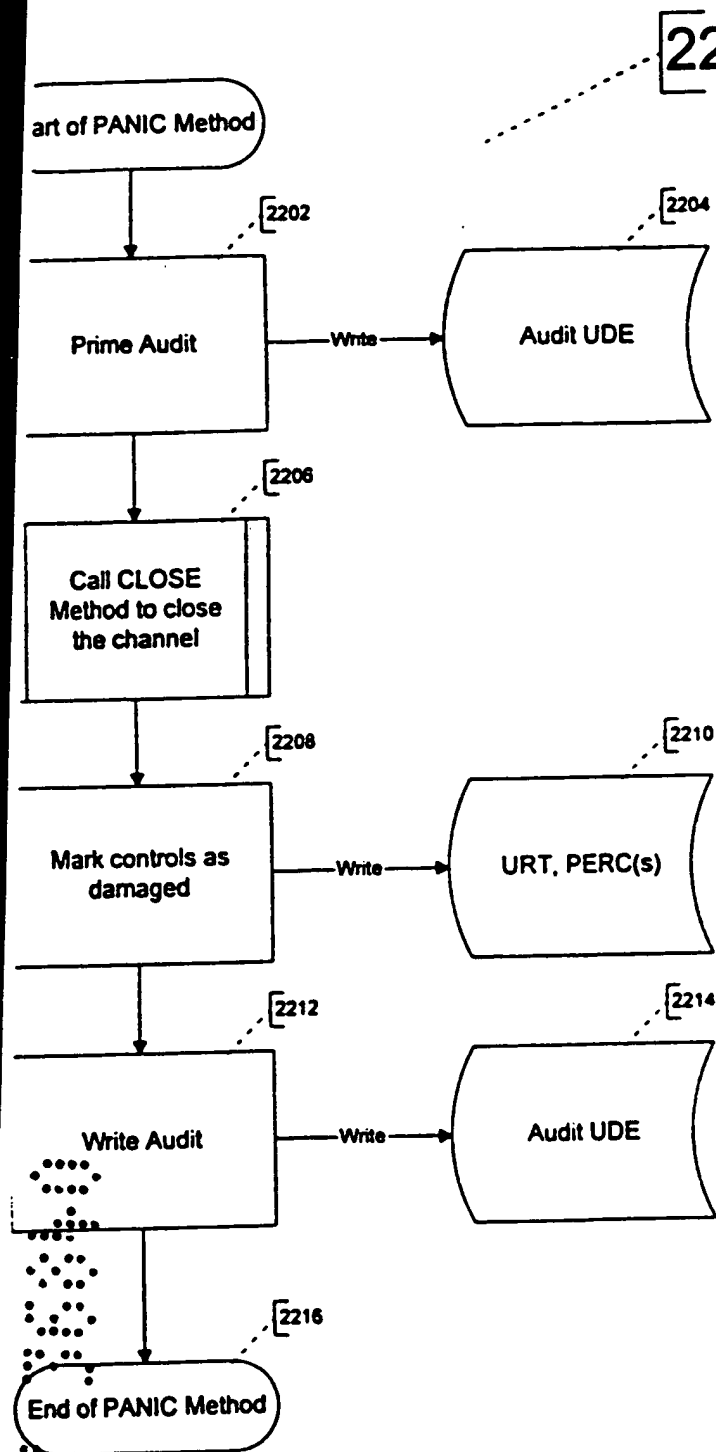 22
art of PANIC Method
2202
2204
Prime Audit
Write
Audit UDE
2206
Call CLOSE
Method to close
the channel
2208
2210
Mark controls as
damaged
Write
URT, PERC(s)
2212
2214
Write Audit
Write
Audit UDE
2216
End of PANIC Method